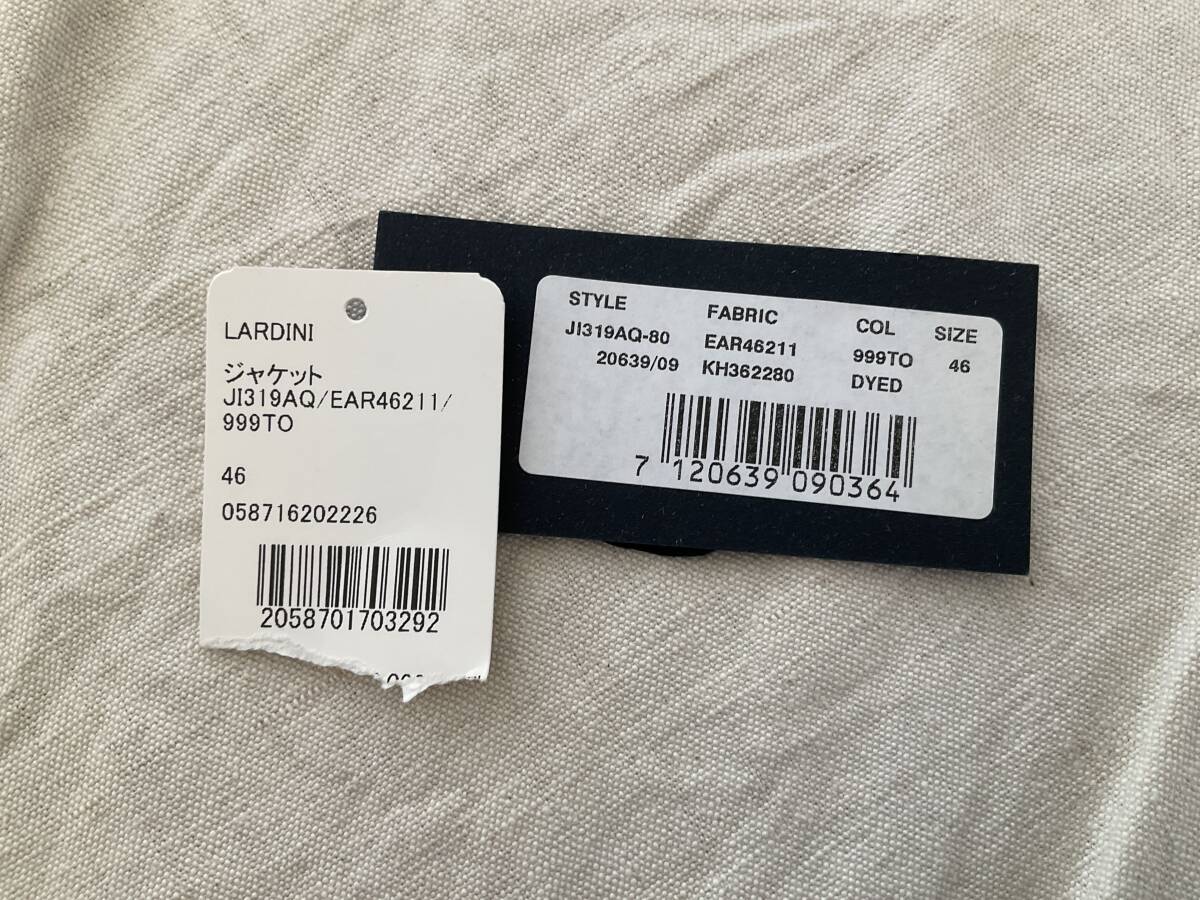 LARDINI
ジャケット
JI319AQ/EAR46211/
999TO
46
058716202226
2058701703292
STYLE FABRIC COL SIZE
JI319AQ-80 EAR46211 999TO 46
20639/09 KH362280 DYED
7 120639 090364